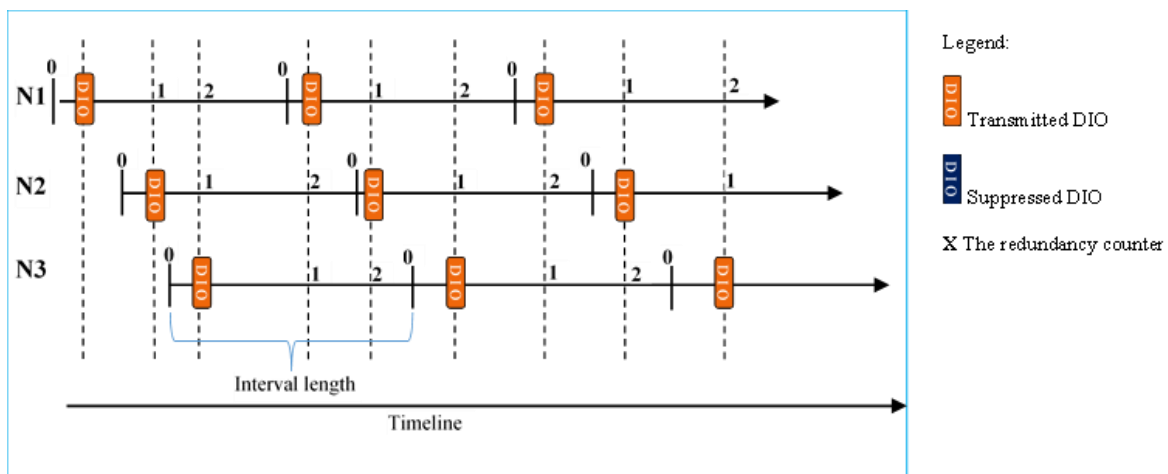 0 0 0
N1 DIO 1 2 DIO 1 2 DIO 1 2
0 0 0
N2 DIO 1 2 DIO 1 2 DIO 1
0 0 0
N3 DIO 1 2 DIO 1 2 DIO
Interval length
Timeline
Legend:
DIO Transmitted DIO
DIO Suppressed DIO
X The redundancy counter